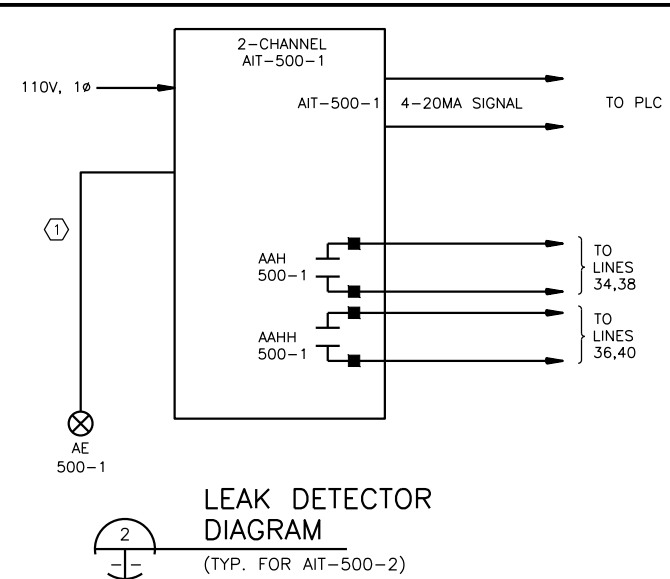 2-CHANNEL
AIT-500-1
110V, 1ø
AIT-500-1 4-20MA SIGNAL TO PLC
1
AAH
500-1
TO
LINES
34,38
AAHH
500-1
TO
LINES
36,40
AE
500-1
LEAK DETECTOR
DIAGRAM
2
(TYP. FOR AIT-500-2)